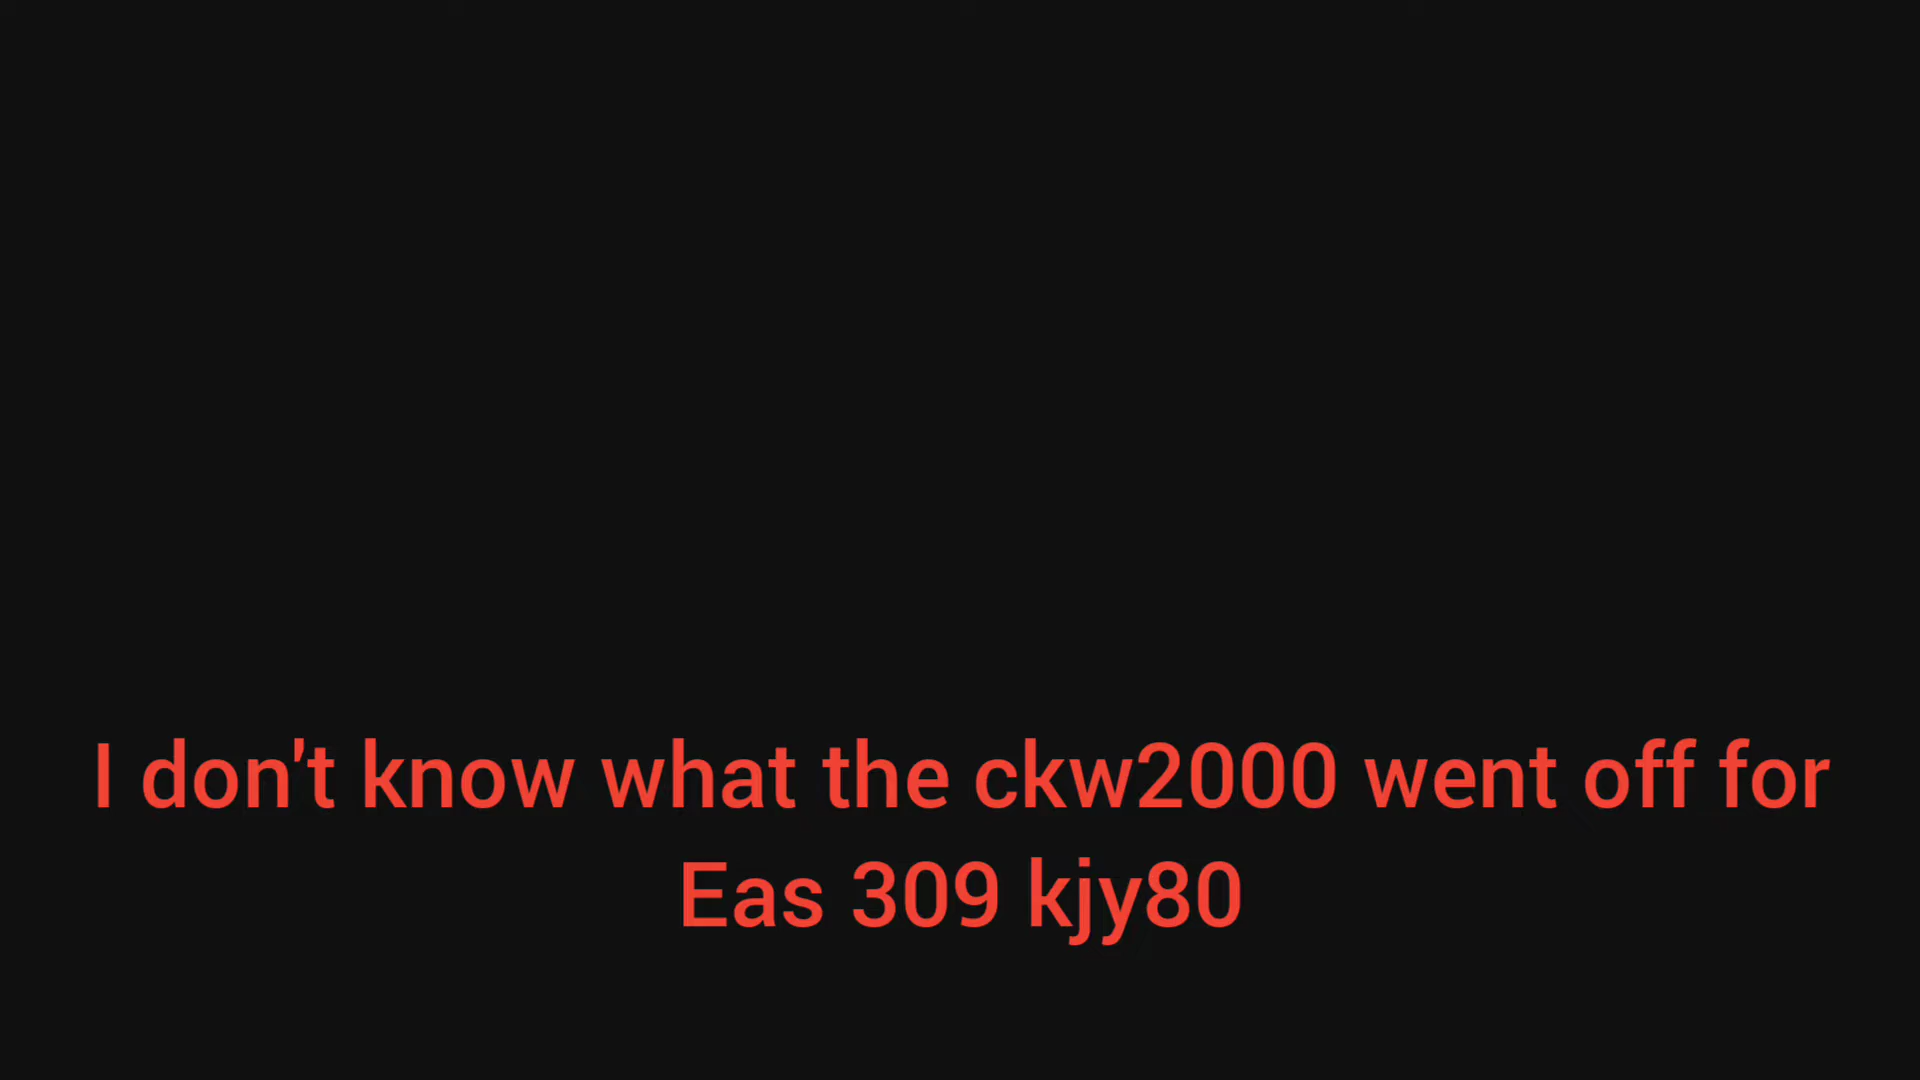 I don't know what the ckw2000 went off for
Eas 309 kjy80